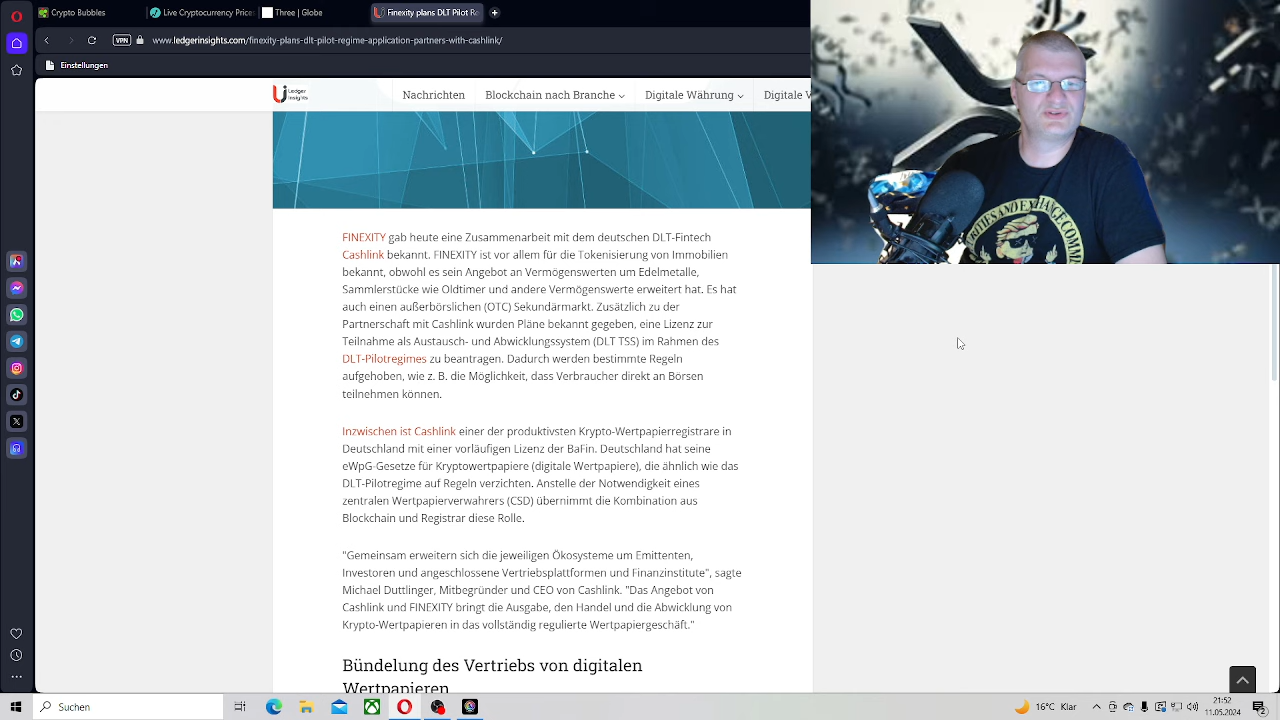 Crypto Bubbles
Live Cryptocurrency Price
Three | Globe
Finexity plans DLT Pilot Re
VPN
www.ledgerinsights.com/finexity-plans-dlt-pilot-regime-application-partners-with-cashlink/
Einstellungen
Ledger
Insights
Nachrichten
Blockchain nach Branche
Digitale Währung
Digitale V
FINEXITY gab heute eine Zusammenarbeit mit dem deutschen DLT-Fintech
Cashlink bekannt. FINEXITY ist vor allem für die Tokenisierung von Immobilien
bekannt, obwohl es sein Angebot an Vermögenswerten um Edelmetalle,
Sammlerstücke wie Oldtimer und andere Vermögenswerte erweitert hat. Es hat
auch einen außerbörslichen (OTC) Sekundärmarkt. Zusätzlich zu der
Partnerschaft mit Cashlink wurden Pläne bekannt gegeben, eine Lizenz zur
Teilnahme als Austausch- und Abwicklungssystem (DLT TSS) im Rahmen des
DLT-Pilotregimes zu beantragen. Dadurch werden bestimmte Regeln
aufgehoben, wie z. B. die Möglichkeit, dass Verbraucher direkt an Börsen
teilnehmen können.
Inzwischen ist Cashlink einer der produktivsten Krypto-Wertpapierregistrare in
Deutschland mit einer vorläufigen Lizenz der BaFin. Deutschland hat seine
eWpG-Gesetze für Kryptowertpapiere (digitale Wertpapiere), die ähnlich wie das
DLT-Pilotregime auf Regeln verzichten. Anstelle der Notwendigkeit eines
zentralen Wertpapierverwahrers (CSD) übernimmt die Kombination aus
Blockchain und Registrar diese Rolle.
"Gemeinsam erweitern sich die jeweiligen Ökosysteme um Emittenten,
Investoren und angeschlossene Vertriebsplattformen und Finanzinstitute", sagte
Michael Duttlinger, Mitbegründer und CEO von Cashlink. "Das Angebot von
Cashlink und FINEXITY bringt die Ausgabe, den Handel und die Abwicklung von
Krypto-Wertpapieren in das vollständig regulierte Wertpapiergeschäft."
Bündelung des Vertriebs von digitalen
Wertpapieren
Suchen
16°C Klar
21:52
11.05.2024